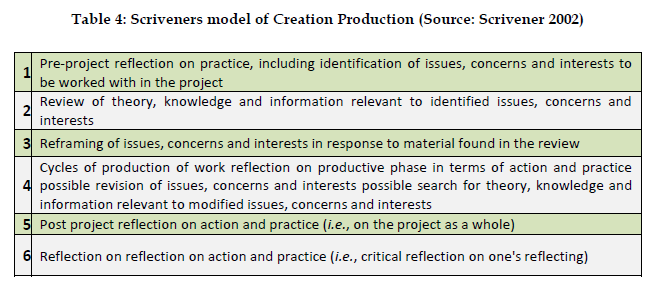 Table 4: Scriveners model of Creation Production (Source: Scrivener 2002)
1 Pre-project reflection on practice, including identification of issues, concerns and interests to
be worked with in the project
2 Review of theory, knowledge and information relevant to identified issues, concerns and
interests
3 Reframing of issues, concerns and interests in response to material found in the review
4 Cycles of production of work reflection on productive phase in terms of action and practice
possible revision of issues, concerns and interests possible search for theory, knowledge and
information relevant to modified issues, concerns and interests
5 Post project reflection on action and practice (i.e., on the project as a whole)
6 Reflection on reflection on action and practice (i.e., critical reflection on one's reflecting)